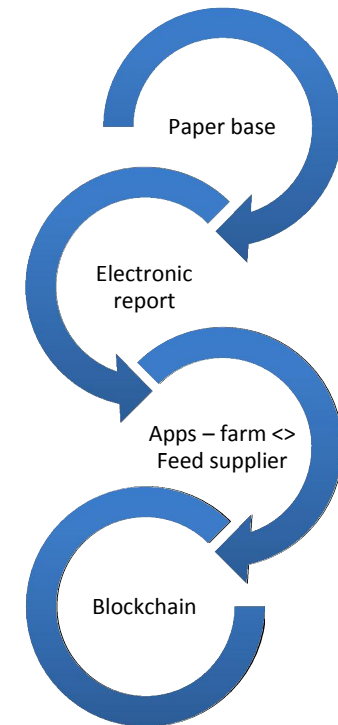 Paper base
Electronic
report
Apps – farm <>
Feed supplier
Blockchain